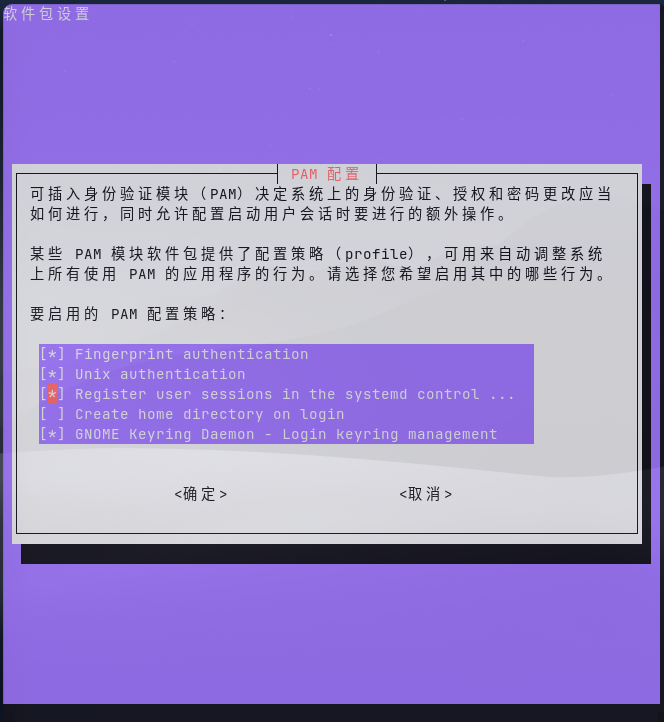 软件包设置
PAM 配置
可插入身份验证模块（PAM）决定系统上的身份验证、授权和密码更改应当
如何进行，同时允许配置启动用户会话时要进行的额外操作。
某些 PAM 模块软件包提供了配置策略（profile），可用来自动调整系统
上所有使用 PAM 的应用程序的行为。请选择您希望启用其中的哪些行为。
要启用的 PAM 配置策略：
[*] Fingerprint authentication
[*] Unix authentication
[*] Register user sessions in the systemd control ...
[ ] Create home directory on login
[*] GNOME Keyring Daemon - Login keyring management
<确定> <取消>